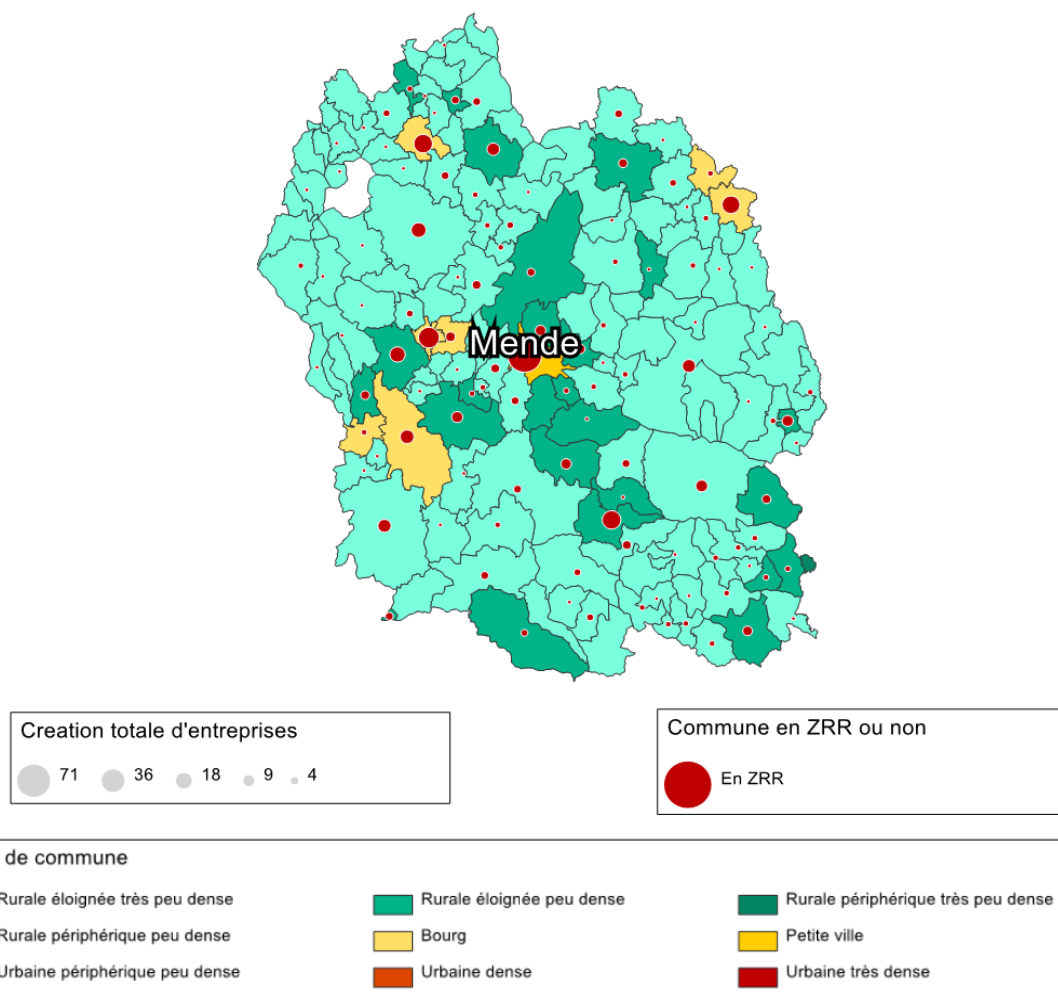 Mende
Creation totale d'entreprises
71 36 18 9 4
Commune en ZRR ou non
En ZRR
de commune
Rurale éloignée très peu dense Rurale éloignée peu dense Rurale périphérique très peu dense
Rurale périphérique peu dense Bourg Petite ville
Urbaine périphérique peu dense Urbaine dense Urbaine très dense